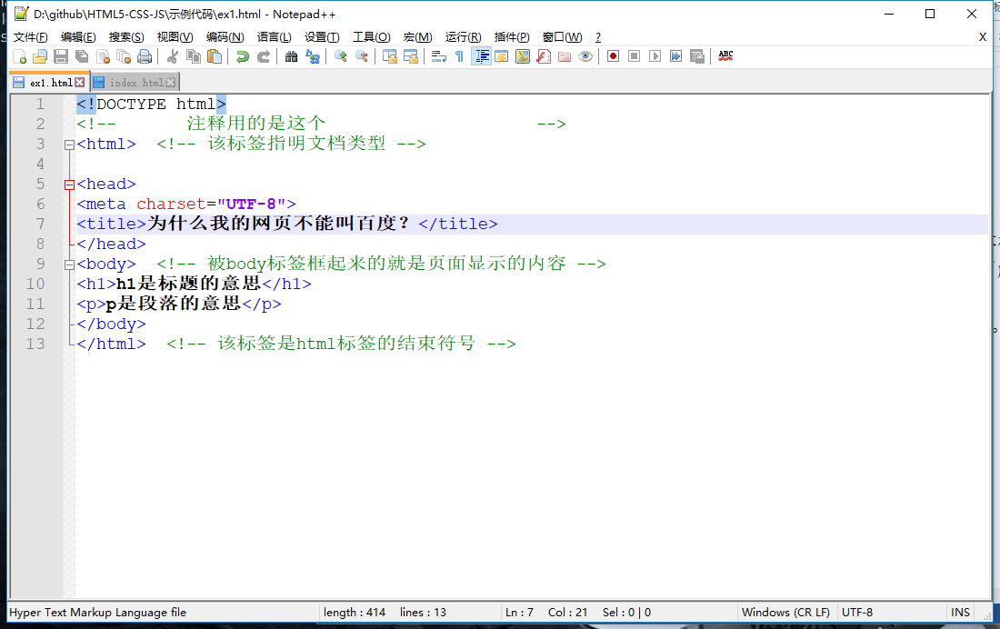 D:\github\HTML5-CSS-JS\示例代码\ex1.html - Notepad++
文件(F) 编辑(E) 搜索(S) 视图(V) 编码(N) 语言(L) 设置(T) 工具(O) 宏(M) 运行(R) 插件(P) 窗口(W) ? X
ABC
ex1.html index.html
1 <!DOCTYPE html>
2 <!-- 注释用的是这个 -->
3 <html> <!-- 该标签指明文档类型 -->
4
5 <head>
6 <meta charset="UTF-8">
7 <title>为什么我的网页不能叫百度？</title>
8 </head>
9 <body> <!-- 被body标签框起来的就是页面显示的内容 -->
10 <h1>h1是标题的意思</h1>
11 <p>p是段落的意思</p>
12 </body>
13 </html> <!-- 该标签是html标签的结束符号 -->
Hyper Text Markup Language file length : 414 lines : 13 Ln : 7 Col : 21 Sel : 0 | 0 Windows (CR LF) UTF-8 INS